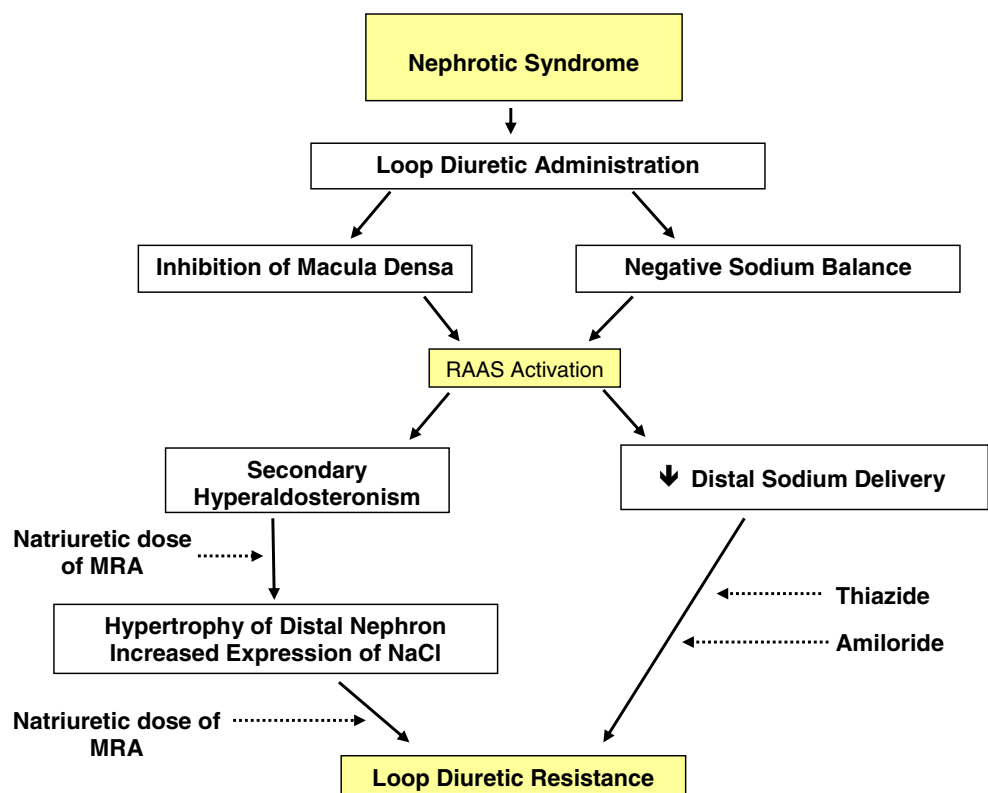 Nephrotic Syndrome
Loop Diuretic Administration
Inhibition of Macula Densa
Negative Sodium Balance
RAAS Activation
Secondary
Hyperaldosteronism
🡻 Distal Sodium Delivery
Natriuretic dose
of MRA
Thiazide
Hypertrophy of Distal Nephron
Increased Expression of NaCl
Amiloride
Natriuretic dose of
MRA
Loop Diuretic Resistance